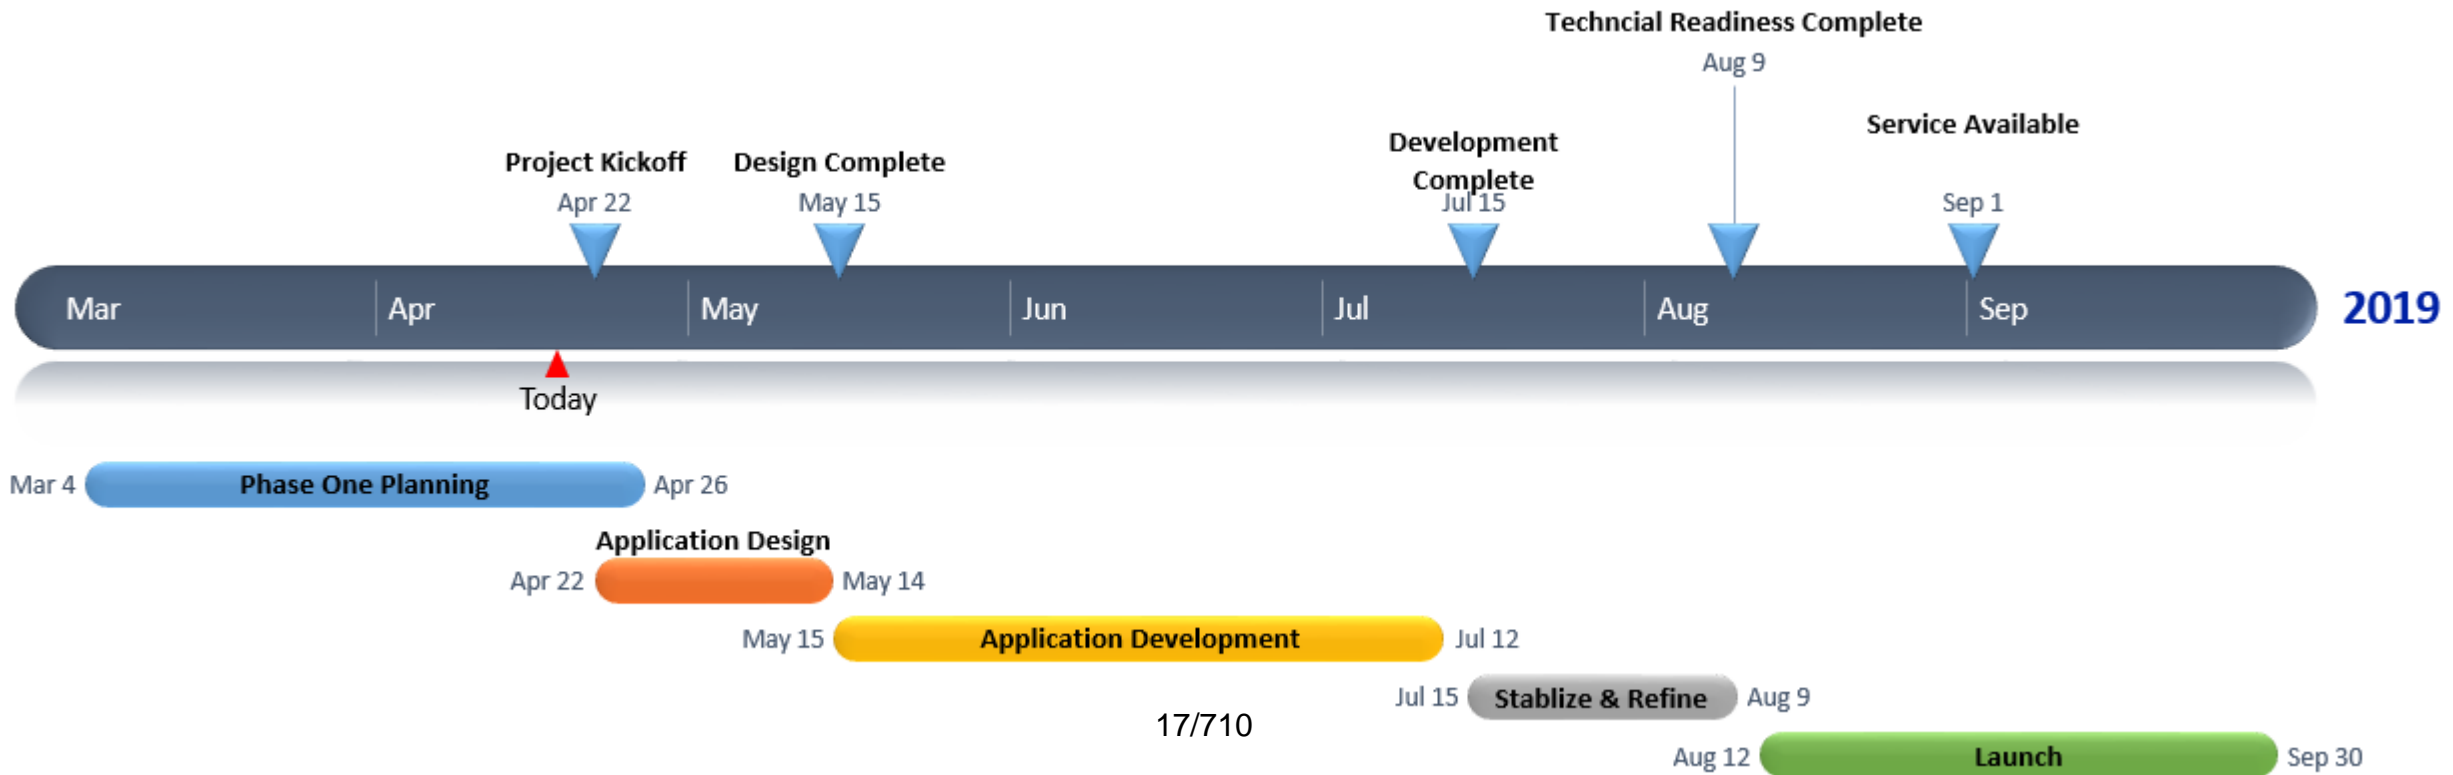 Techncial Readiness Complete
Aug 9
Service Available
Development
Complete
Project Kickoff
Design Complete
Apr 22
May 15
Jul 15
Sep 1
Mar
Apr
May
Jun
Jul
Aug
Sep
2019
Today
Mar 4
Phase One Planning
Apr 26
Application Design
Apr 22
May 14
May 15
Application Development
Jul 12
Jul 15
Stablize & Refine
Aug 9
17/710
Aug 12
Launch
Sep 30